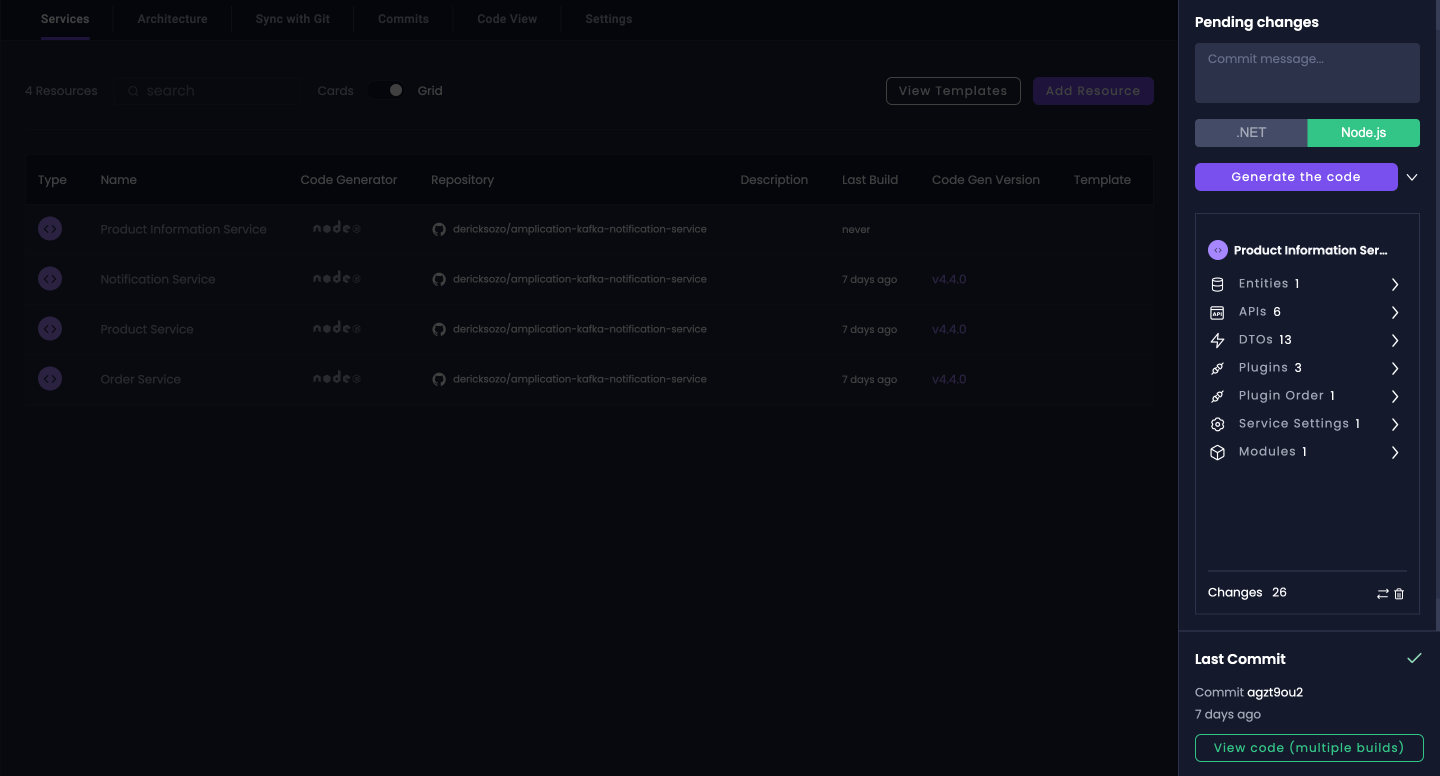 Services Architecture Sync with Git Commits Code View Settings
4 Resources search Cards Grid View Templates Add Resource
Type Name Code Generator Repository Description Last Build Code Gen Version Template
Product Information Service node dericksozo/amplication-kafka-notification-service never
Notification Service node dericksozo/amplication-kafka-notification-service 7 days ago v4.4.0
Product Service node dericksozo/amplication-kafka-notification-service 7 days ago v4.4.0
Order Service node dericksozo/amplication-kafka-notification-service 7 days ago v4.4.0
Pending changes
Commit message...
.NET Node.js
Generate the code
Product Information Ser...
Entities 1
API APIs 6
DTOs 13
Plugins 3
Plugin Order 1
Service Settings 1
Modules 1
Changes 26
Last Commit
Commit agzt9ou2
7 days ago
View code (multiple builds)